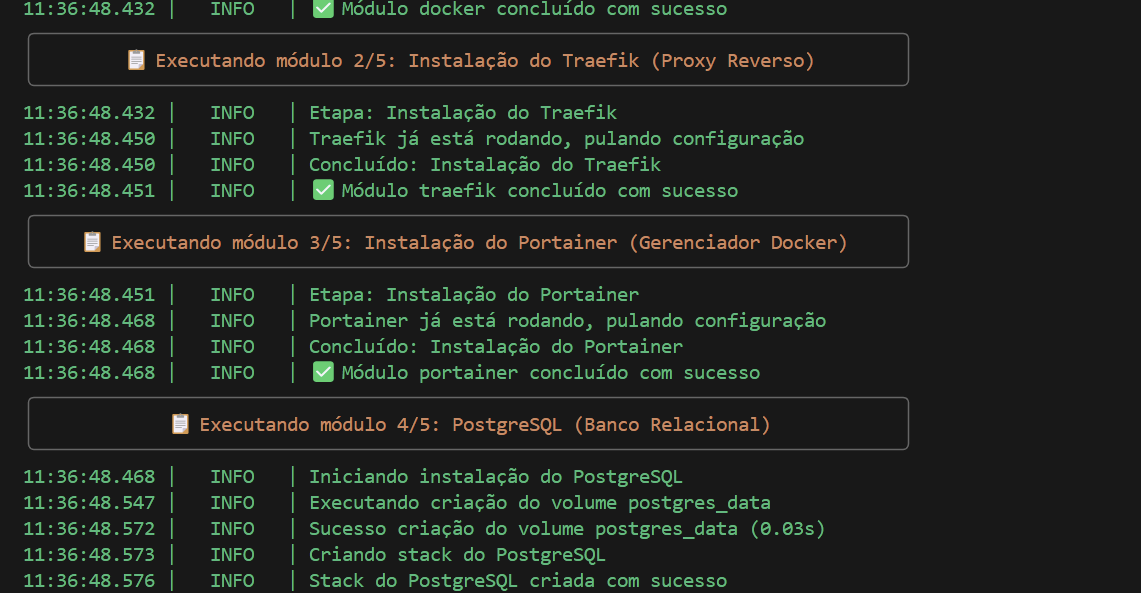 11:36:48.432 | INFO | ✅ Módulo docker concluído com sucesso
📋 Executando módulo 2/5: Instalação do Traefik (Proxy Reverso)
11:36:48.432 | INFO | Etapa: Instalação do Traefik
11:36:48.450 | INFO | Traefik já está rodando, pulando configuração
11:36:48.450 | INFO | Concluído: Instalação do Traefik
11:36:48.451 | INFO | ✅ Módulo traefik concluído com sucesso
📋 Executando módulo 3/5: Instalação do Portainer (Gerenciador Docker)
11:36:48.451 | INFO | Etapa: Instalação do Portainer
11:36:48.468 | INFO | Portainer já está rodando, pulando configuração
11:36:48.468 | INFO | Concluído: Instalação do Portainer
11:36:48.468 | INFO | ✅ Módulo portainer concluído com sucesso
📋 Executando módulo 4/5: PostgreSQL (Banco Relacional)
11:36:48.468 | INFO | Iniciando instalação do PostgreSQL
11:36:48.547 | INFO | Executando criação do volume postgres_data
11:36:48.572 | INFO | Sucesso criação do volume postgres_data (0.03s)
11:36:48.573 | INFO | Criando stack do PostgreSQL
11:36:48.576 | INFO | Stack do PostgreSQL criada com sucesso